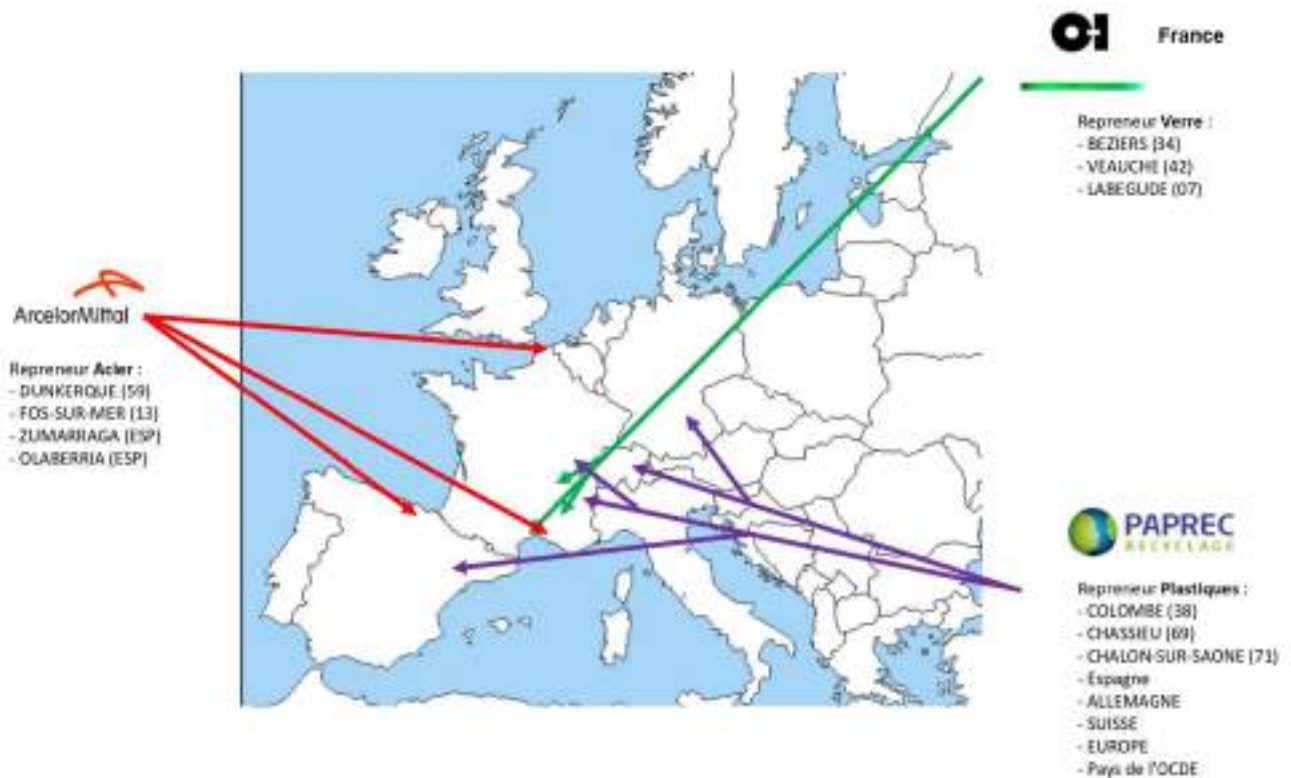 O-I France
Repreneur Verre :
- BEZIERS (34)
- VEAUCHE (42)
- LABEGUDE (07)
ArcelorMittal
Repreneur Acier :
- DUNKERQUE (59)
- FOS-SUR-MER (13)
- ZUMARRAGA (ESP)
- OLABERRIA (ESP)
PAPREC
RECYCLAGE
Repreneur Plastiques :
- COLOMBE (38)
- CHASSIEU (69)
- CHALON-SUR-SAONE (71)
- Espagne
- ALLEMAGNE
- SUISSE
- EUROPE
- Pays de l'OCDE